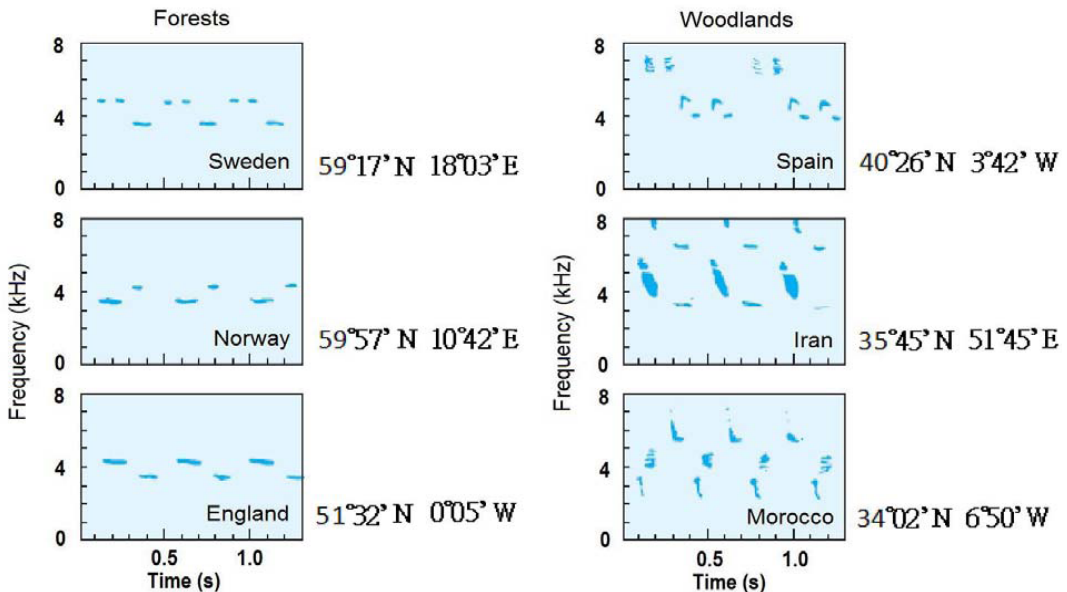 Forests
8
4
0
Sweden
59°17' N 18°03' E
8
4
0
Norway
59°57' N 10°42' E
8
4
0
England
51°32' N 0°05' W
0.5 1.0
Time (s)
Frequency (kHz)
Woodlands
8
4
0
Spain
40°26' N 3°42' W
8
4
0
Iran
35°45' N 51°45' E
8
4
0
Morocco
34°02' N 6°50' W
0.5 1.0
Time (s)
Frequency (kHz)